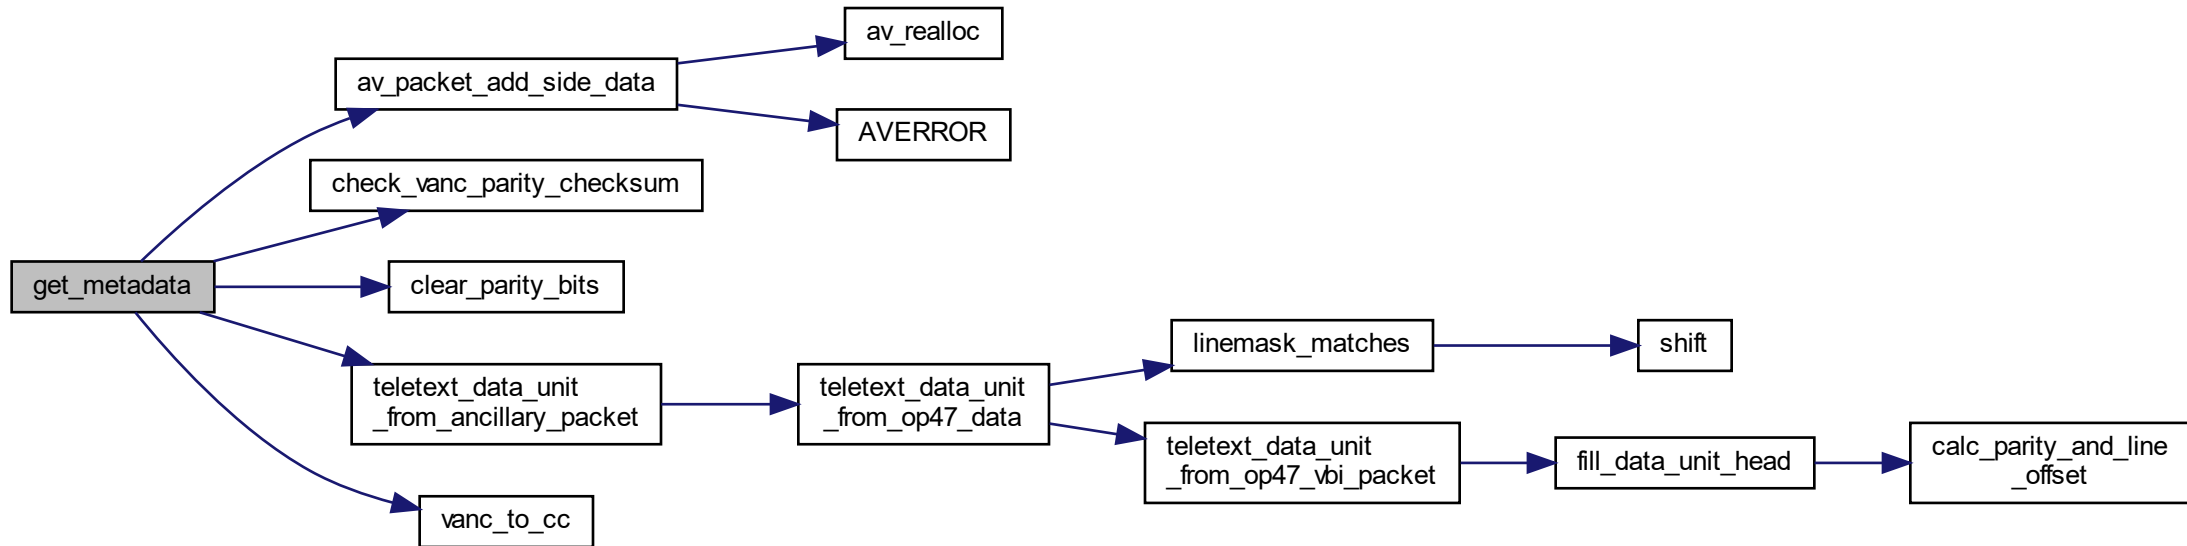 av_realloc
av_packet_add_side_data
AVERROR
check_vanc_parity_checksum
get_metadata
clear_parity_bits
linemask_matches
shift
teletext_data_unit
_from_ancillary_packet
teletext_data_unit
_from_op47_data
teletext_data_unit
_from_op47_vbi_packet
fill_data_unit_head
calc_parity_and_line
_offset
vanc_to_cc